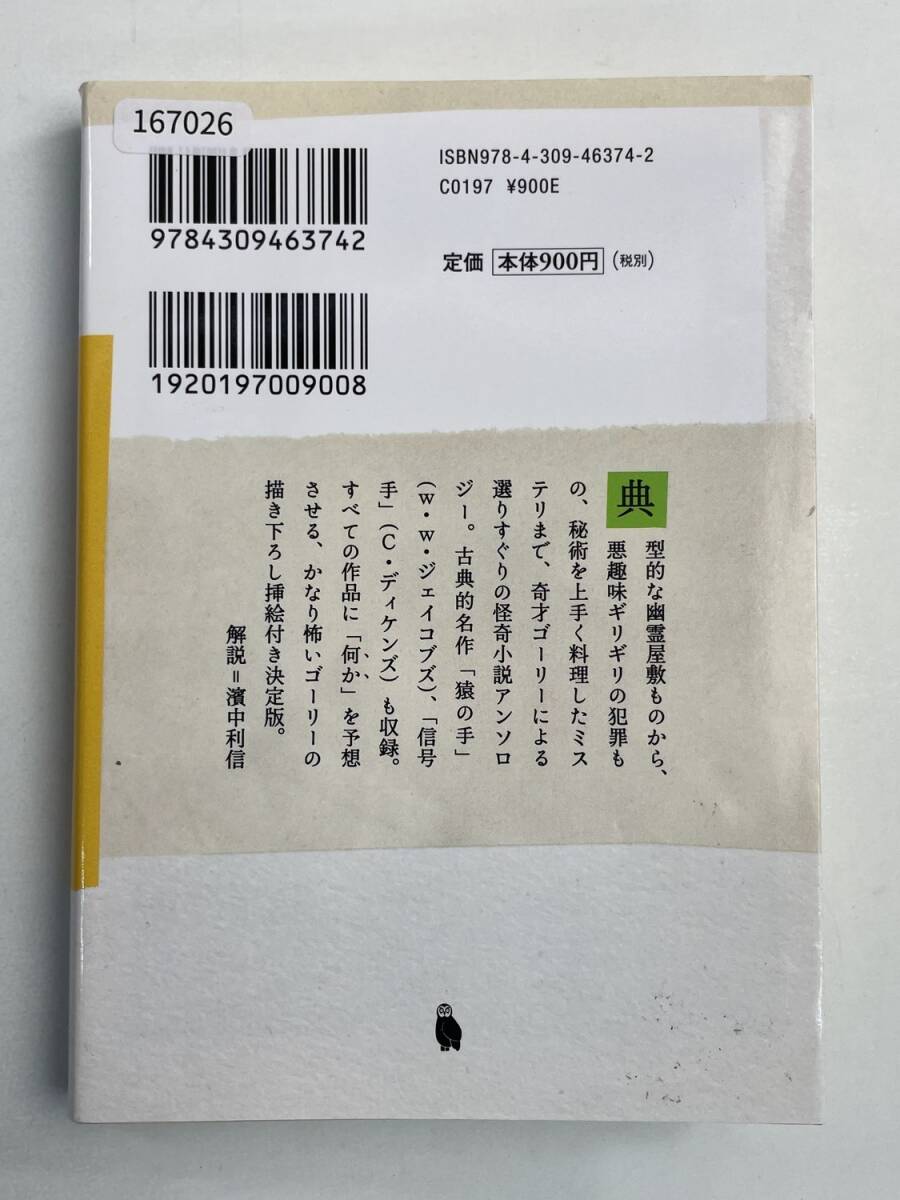 167026
ISBN978-4-309-46374-2
C0197 ¥900E
9784309463742
定価 本体900円 (税別)
1920197009008
典型的な幽霊屋敷ものから、
悪趣味ギリギリの犯罪も
の、秘術を上手く料理したミス
テリまで、奇才ゴーリーによる
選りすぐりの怪奇小説アンソロ
ジー。古典的名作「猿の手」
(W・W・ジェイコブズ)、「信号
手」(C・ディケンズ)も収録。
すべての作品に「何か」を予想
させる、かなり怖いゴーリーの
描き下ろし挿絵付き決定版。
解説=濱中利信